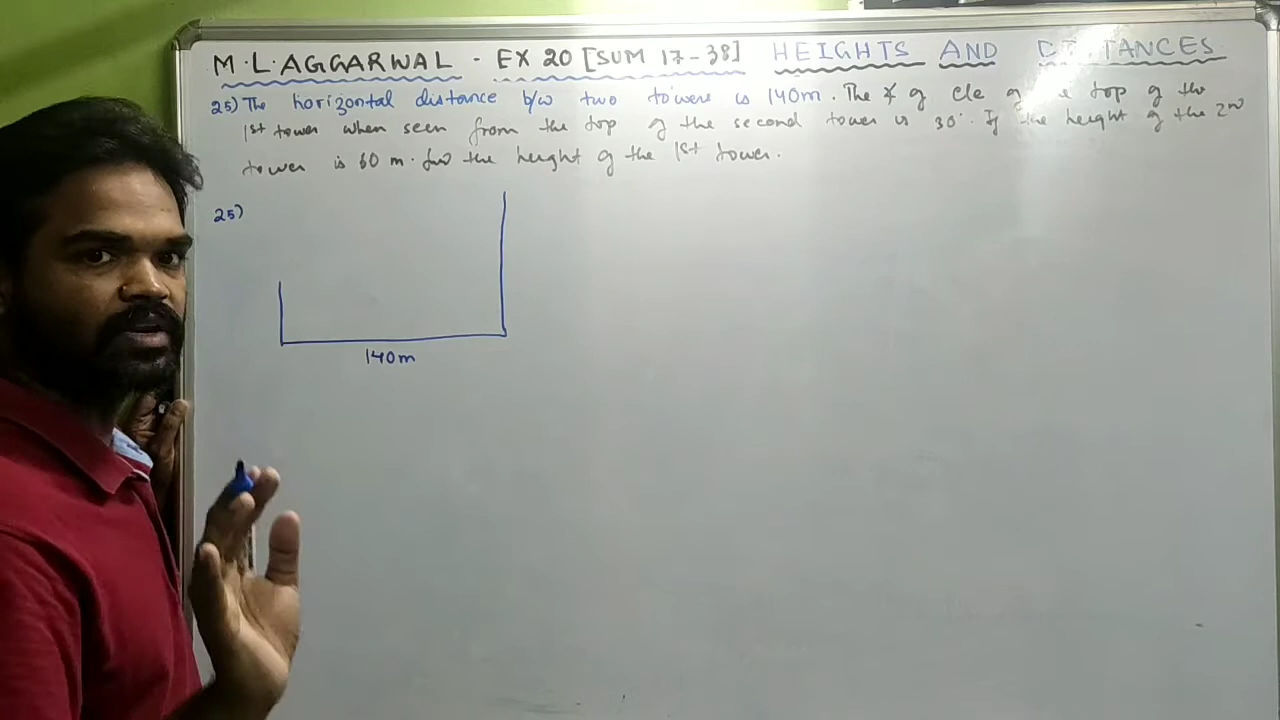 M.L.AGGARWAL - EX 20 [SUM 17-38] HEIGHTS AND DISTANCES
25) The horizontal distance b/w two towers is 140m. The ∡ of ele of top of the
1st tower when seen from the top of the second tower is 30°. If the height of the 2nd
tower is 60 m. find the height of the 1st tower.
25)
140m